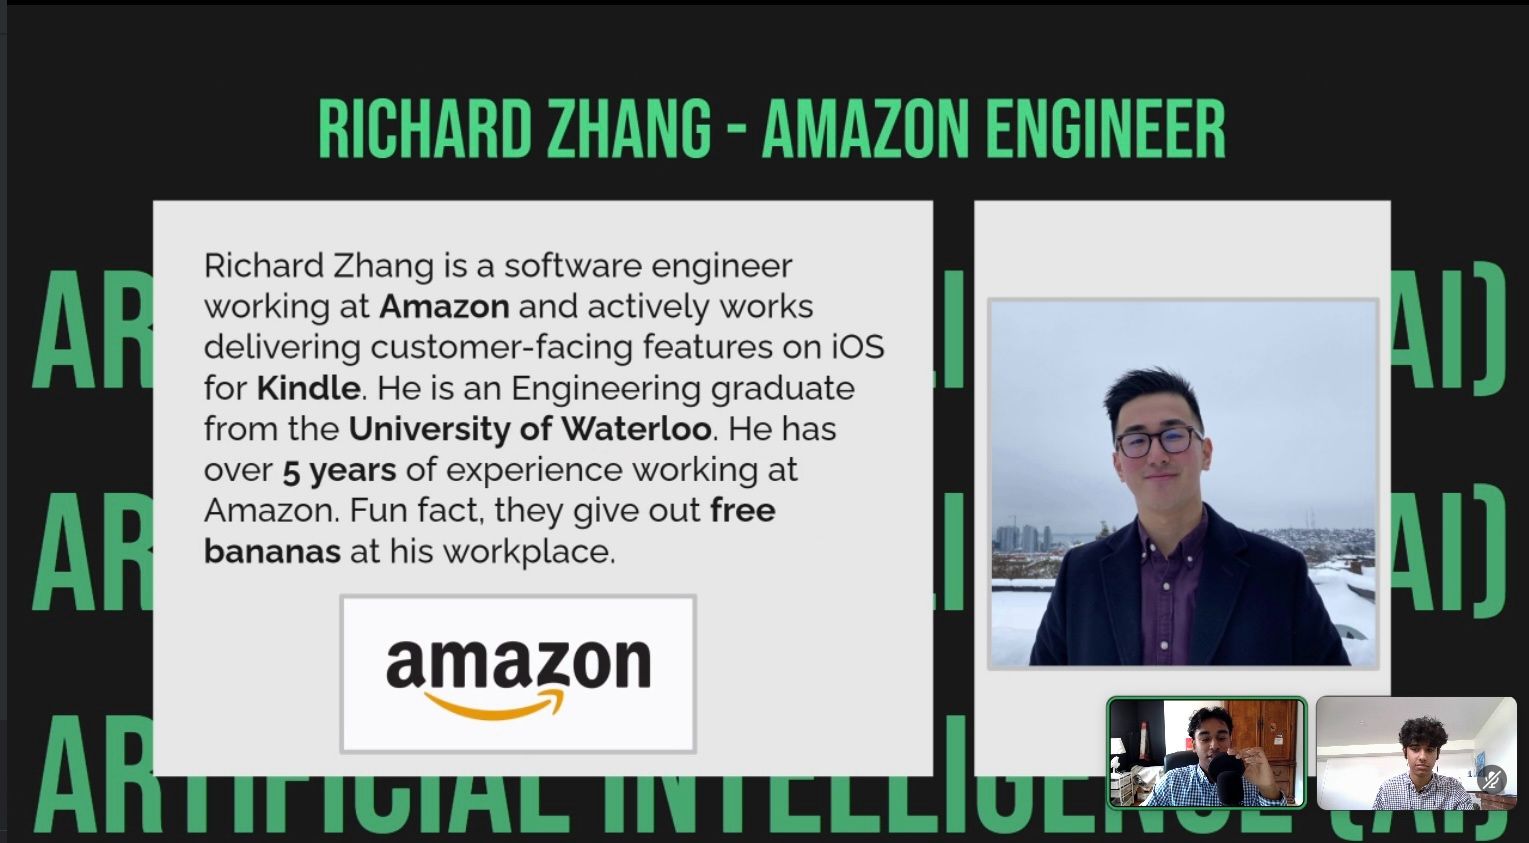 RICHARD ZHANG - AMAZON ENGINEER
Richard Zhang is a software engineer
working at Amazon and actively works
delivering customer-facing features on iOS
for Kindle. He is an Engineering graduate
from the University of Waterloo. He has
over 5 years of experience working at
Amazon. Fun fact, they give out free
bananas at his workplace.
amazon
AR LI AI)
AR LI AI)
ARTIFICIAL INTELLIGENCE (AI)